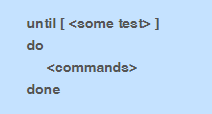 until [ <some test> ]
do
<commands>
done